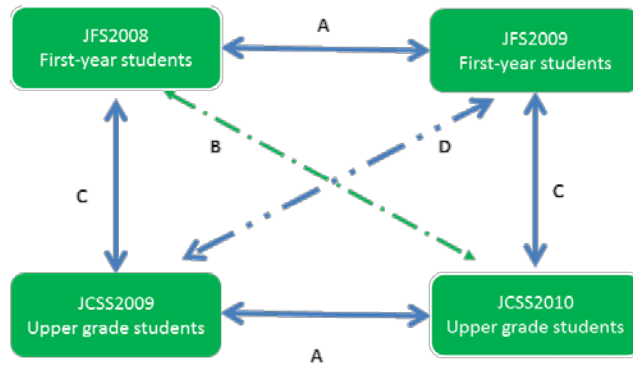 A
JFS2008
First-year students
JFS2009
First-year students
B
D
C
C
JCSS2009
Upper grade students
JCSS2010
Upper grade students
A